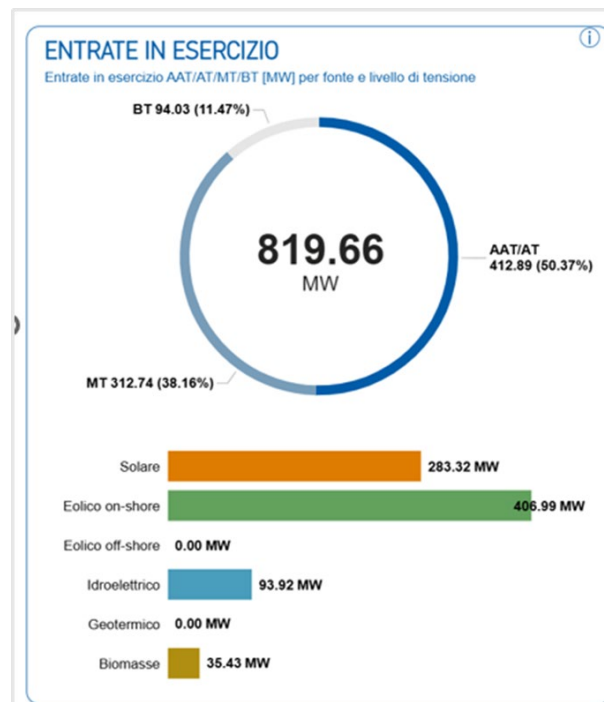 ENTRATE IN ESERCIZIO
i
Entrate in esercizio AAT/AT/MT/BT [MW] per fonte e livello di tensione
BT 94.03 (11.47%)
819.66
MW
AAT/AT
412.89 (50.37%)
MT 312.74 (38.16%)
Solare 283.32 MW
Eolico on-shore 406.99 MW
Eolico off-shore 0.00 MW
Idroelettrico 93.92 MW
Geotermico 0.00 MW
Biomasse 35.43 MW